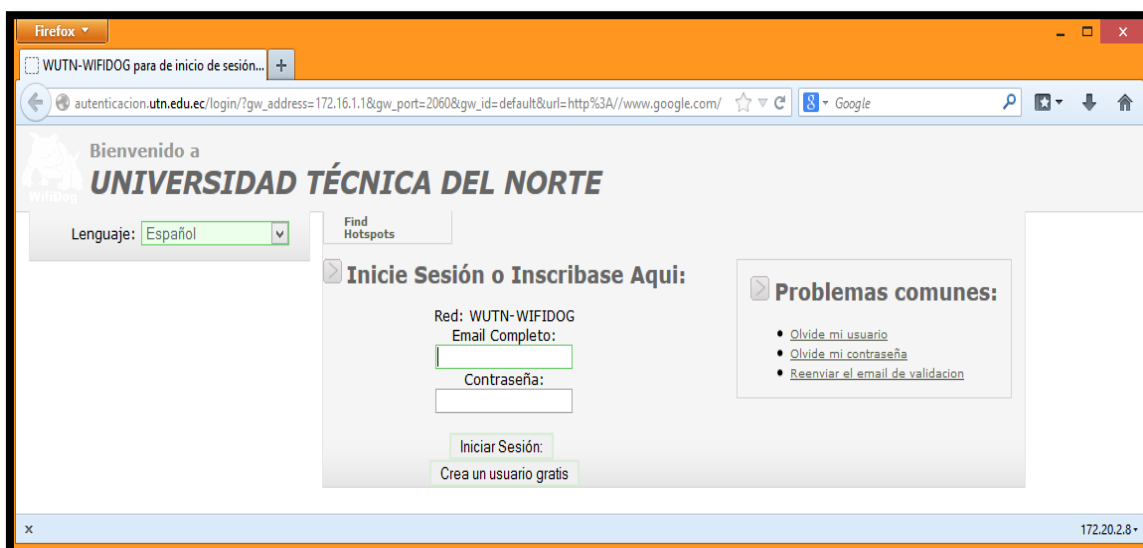 Firefox
WUTN-WIFIDOG para de inicio de sesión... +
autenticacion.utn.edu.ec/login/?gw_address=172.16.1.1&gw_port=2060&gw_id=default&url=http%3A//www.google.com/
8 Google
Bienvenido a
UNIVERSIDAD TÉCNICA DEL NORTE
WifiDog
Lenguaje: Español
Find
Hotspots
Inicie Sesión o Inscribase Aqui:
Red: WUTN-WIFIDOG
Email Completo:
Contraseña:
Iniciar Sesión:
Crea un usuario gratis
Problemas comunes:
Olvide mi usuario
Olvide mi contraseña
Reenviar el email de validacion
x
172.20.2.8